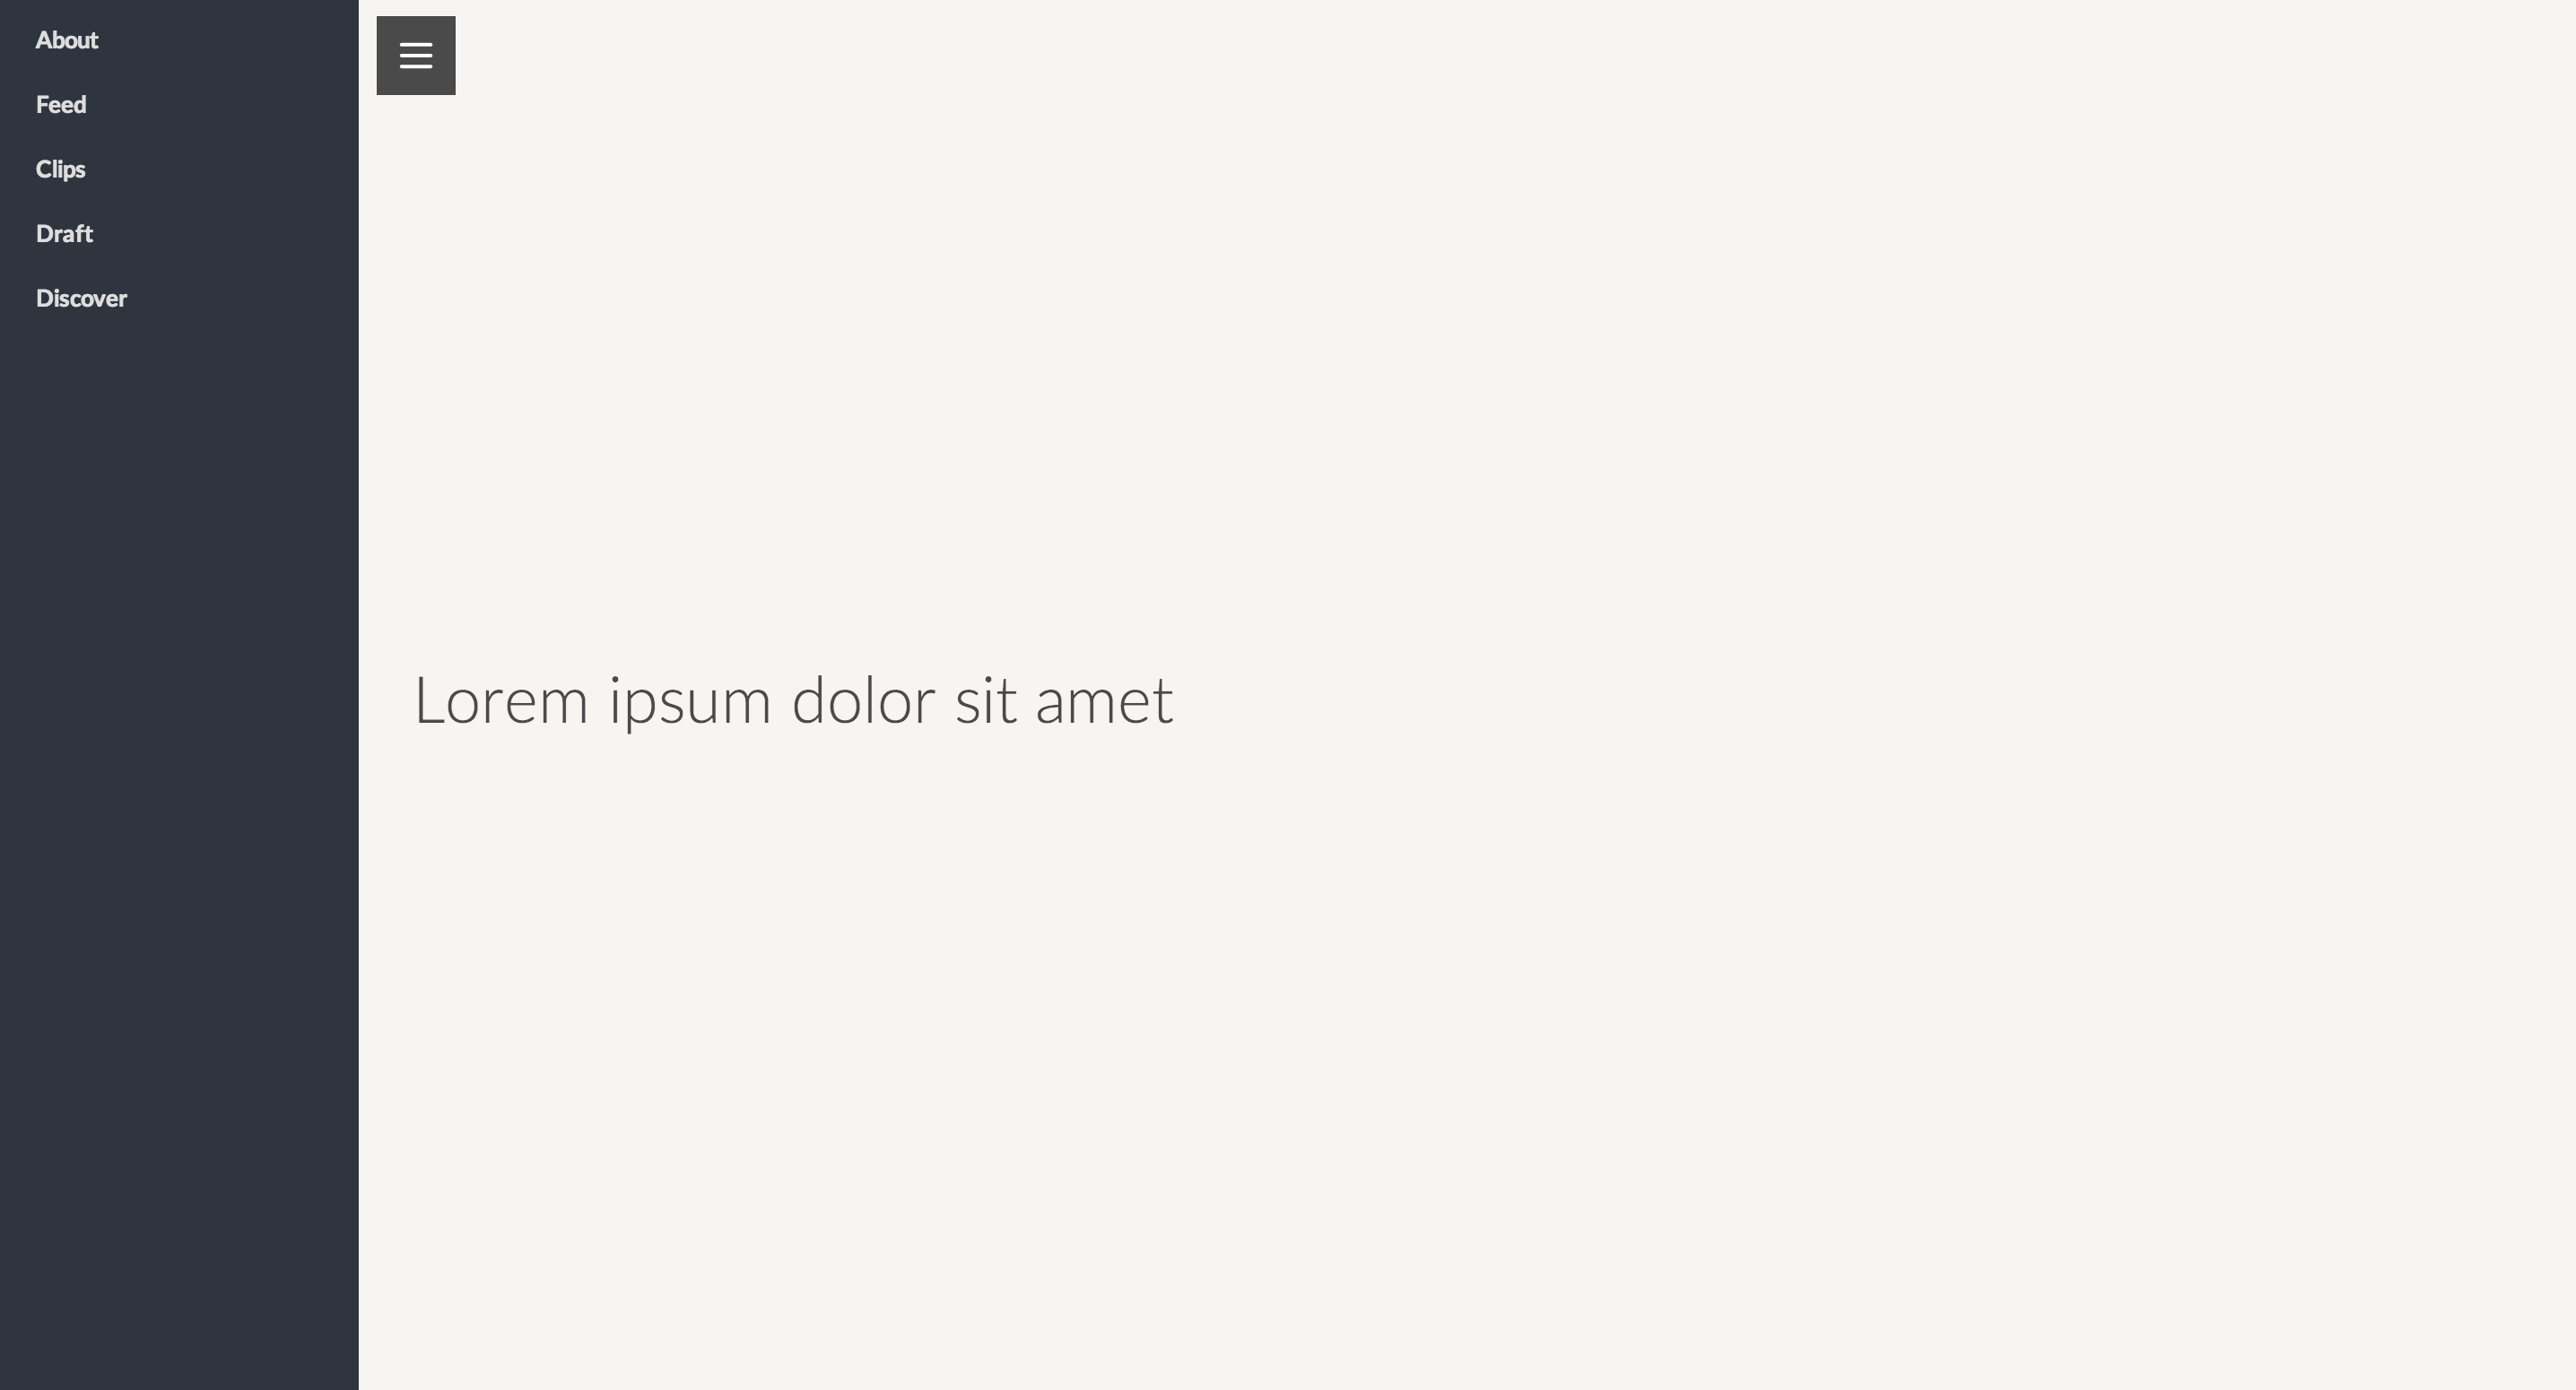 About
Feed
Clips
Draft
Discover
Lorem ipsum dolor sit amet